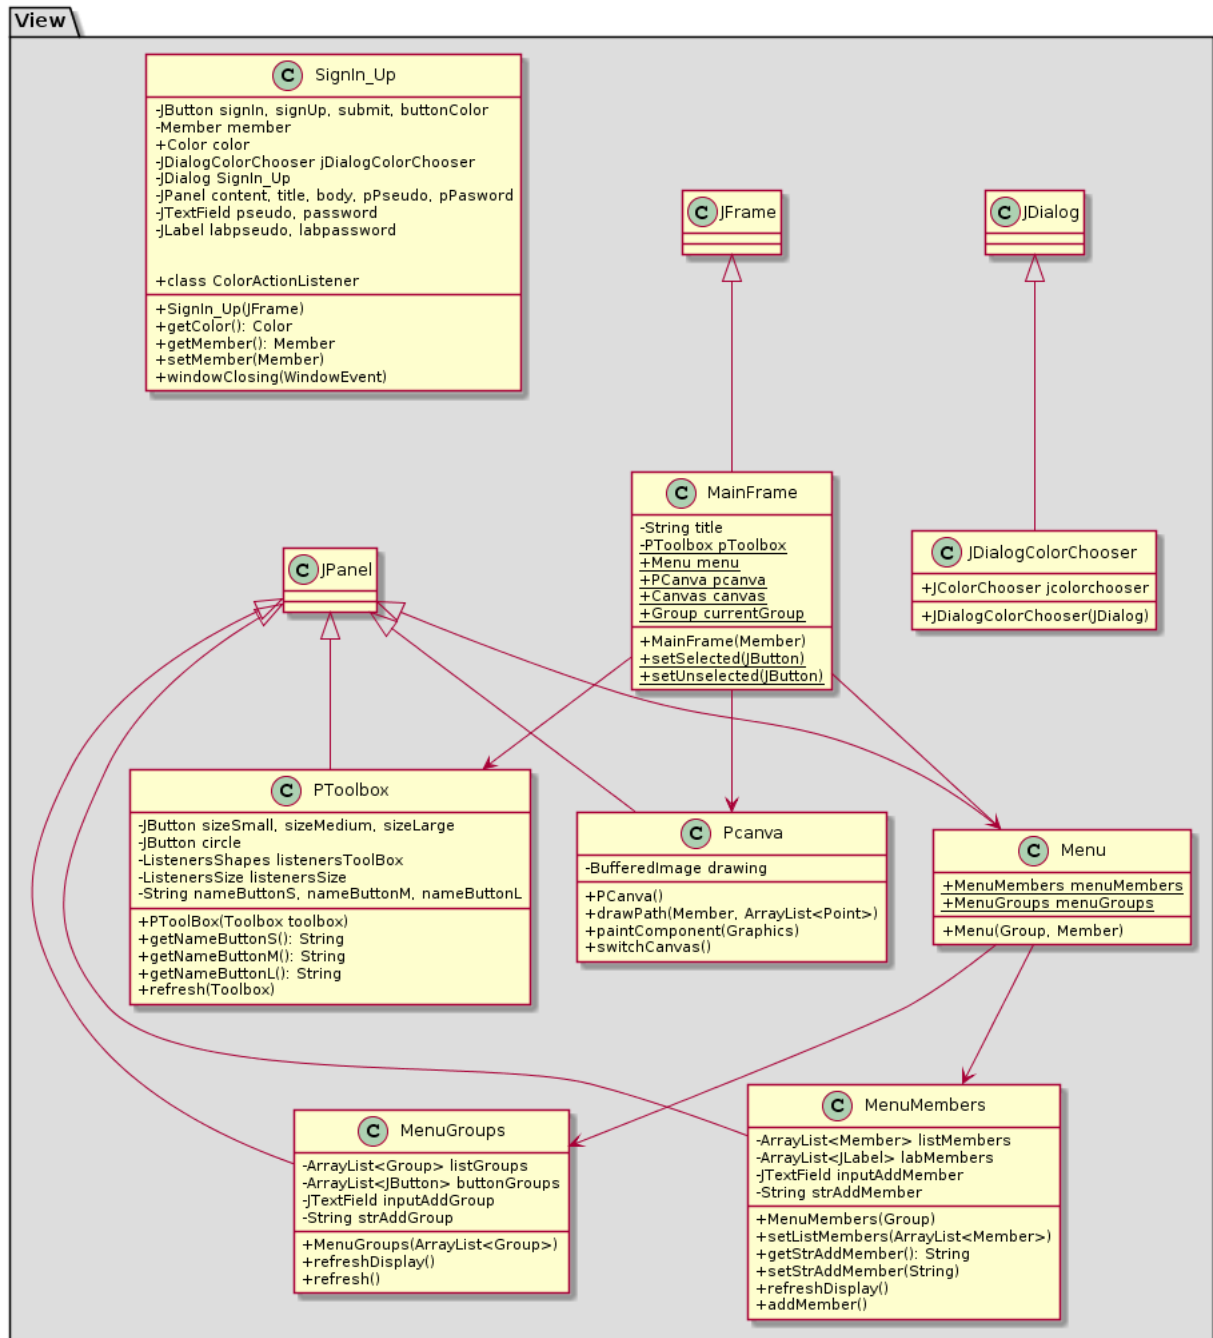 View
C SignIn_Up
-JButton signIn, signUp, submit, buttonColor
-Member member
+Color color
-JDialogColorChooser jDialogColorChooser
-JDialog SignIn_Up
-JPanel content, title, body, pPseudo, pPasword
-JTextField pseudo, password
-JLabel labpseudo, labpassword
+class ColorActionListener
+SignIn_Up(JFrame)
+getColor(): Color
+getMember(): Member
+setMember(Member)
+windowClosing(WindowEvent)
C JFrame
C JDialog
C MainFrame
-String title
-PToolbox pToolbox
+Menu menu
+PCanva pcanva
+Canvas canvas
+Group currentGroup
+MainFrame(Member)
+setSelected(JButton)
+setUnselected(JButton)
C JDialogColorChooser
+JColorChooser jcolorchooser
+JDialogColorChooser(JDialog)
C JPanel
C PToolbox
-JButton sizeSmall, sizeMedium, sizeLarge
-JButton circle
-ListenersShapes listenersToolBox
-ListenersSize listenersSize
-String nameButtonS, nameButtonM, nameButtonL
+PToolBox(Toolbox toolbox)
+getNameButtonS(): String
+getNameButtonM(): String
+getNameButtonL(): String
+refresh(Toolbox)
C Pcanva
-BufferedImage drawing
+PCanva()
+drawPath(Member, ArrayList<Point>)
+paintComponent(Graphics)
+switchCanvas()
C Menu
+MenuMembers menuMembers
+MenuGroups menuGroups
+Menu(Group, Member)
C MenuGroups
-ArrayList<Group> listGroups
-ArrayList<JButton> buttonGroups
-JTextField inputAddGroup
-String strAddGroup
+MenuGroups(ArrayList<Group>)
+refreshDisplay()
+refresh()
C MenuMembers
-ArrayList<Member> listMembers
-ArrayList<JLabel> labMembers
-JTextField inputAddMember
-String strAddMember
+MenuMembers(Group)
+setListMembers(ArrayList<Member>)
+getStrAddMember(): String
+setStrAddMember(String)
+refreshDisplay()
+addMember()